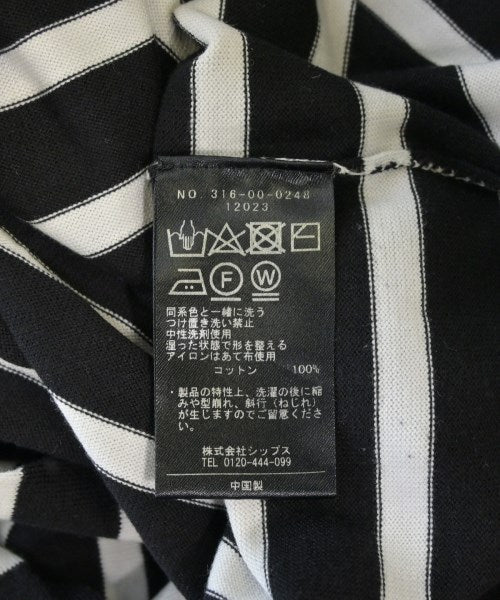 NO. 316-00-0248
12023
F W
同系色と一緒に洗う
つけ置き洗い禁止
中性洗剤使用
湿った状態で形を整える
アイロンはあて布使用
コットン 100%
・製品の特性上、洗濯の後に縮
みや型崩れ、斜行（ねじれ）
が生じますのでご留意くださ
い。
株式会社シップス
TEL 0120-444-099
中国製